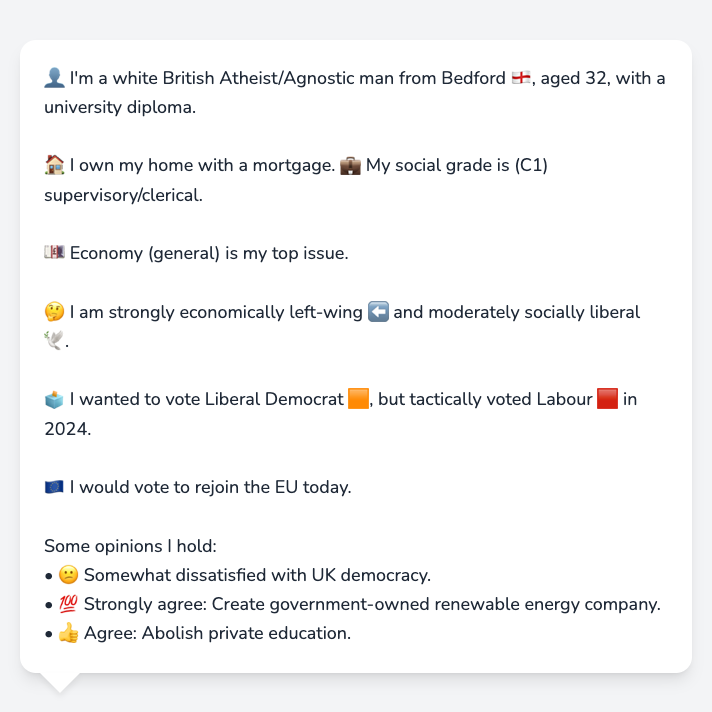 👤 I'm a white British Atheist/Agnostic man from Bedford 🏴󠁧󠁢󠁥󠁮󠁧󠁿, aged 32, with a
university diploma.
🏠 I own my home with a mortgage. 💼 My social grade is (C1)
supervisory/clerical.
💷 Economy (general) is my top issue.
🤔 I am strongly economically left-wing ⬅️ and moderately socially liberal
🕊️.
🗳️ I wanted to vote Liberal Democrat 🟧, but tactically voted Labour 🟥 in
2024.
🇪🇺 I would vote to rejoin the EU today.
Some opinions I hold:
• 😕 Somewhat dissatisfied with UK democracy.
• 💯 Strongly agree: Create government-owned renewable energy company.
• 👍 Agree: Abolish private education.